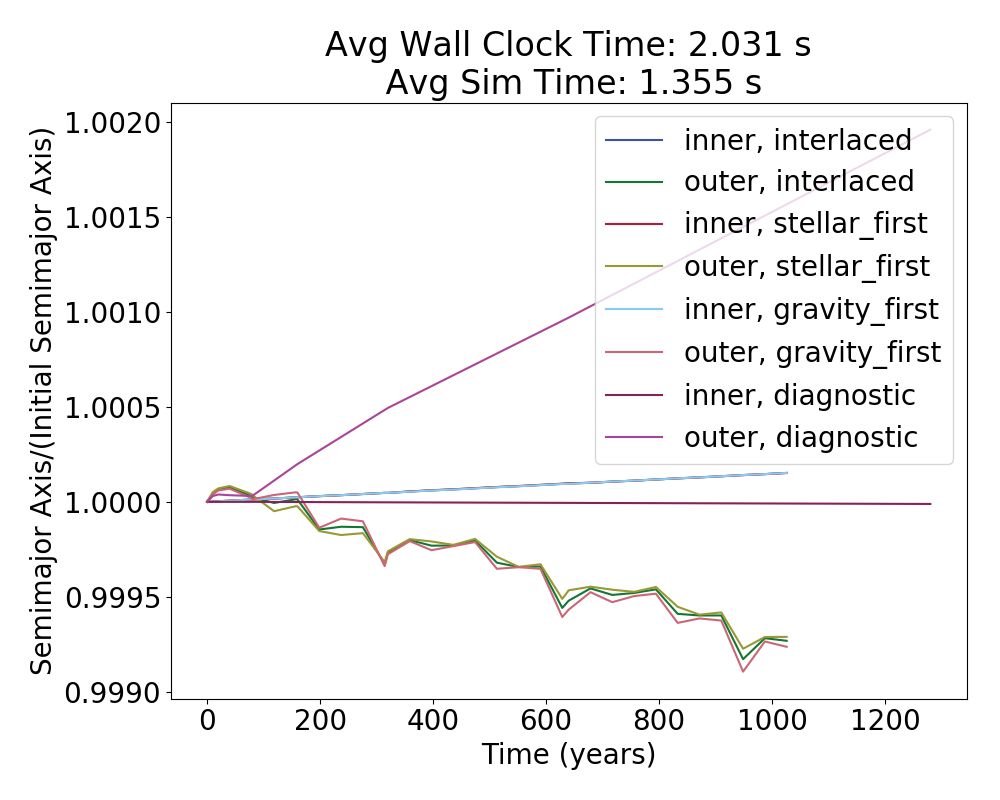 Avg Wall Clock Time: 2.031 s
Avg Sim Time: 1.355 s
Semimajor Axis/(Initial Semimajor Axis)
1.0020
1.0015
1.0010
1.0005
1.0000
0.9995
0.9990
inner, interlaced
outer, interlaced
inner, stellar_first
outer, stellar_first
inner, gravity_first
outer, gravity_first
inner, diagnostic
outer, diagnostic
0 200 400 600 800 1000 1200
Time (years)